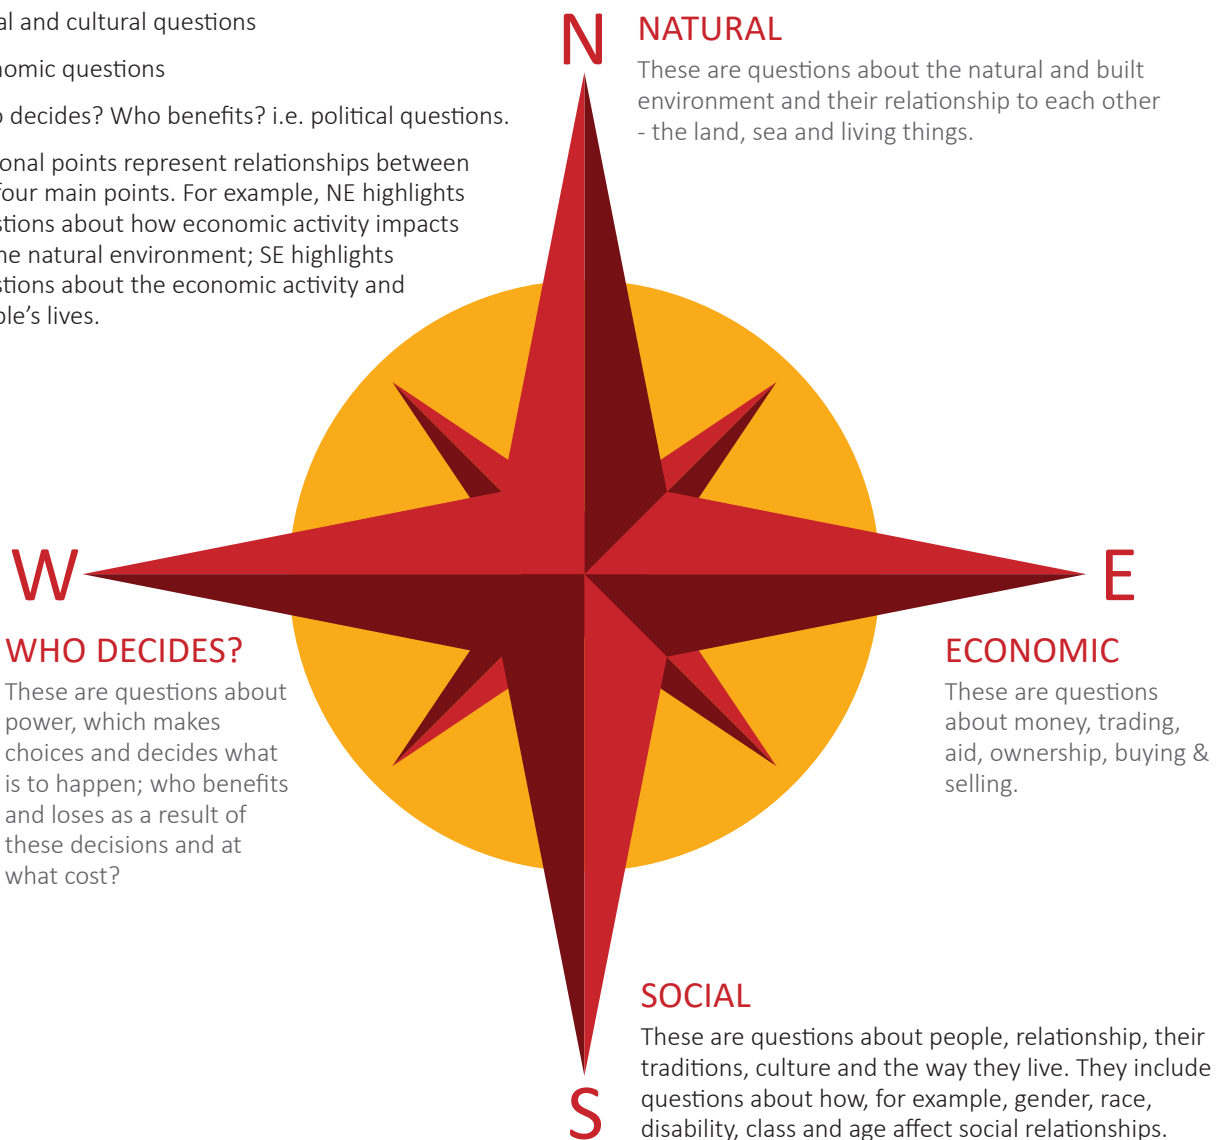 al and cultural questions
nomic questions
o decides? Who benefits? i.e. political questions.
onal points represent relationships between
four main points. For example, NE highlights
stions about how economic activity impacts
he natural environment; SE highlights
stions about the economic activity and
ple’s lives.
N
NATURAL
These are questions about the natural and built
environment and their relationship to each other
- the land, sea and living things.
W
E
WHO DECIDES?
These are questions about
power, which makes
choices and decides what
is to happen; who benefits
and loses as a result of
these decisions and at
what cost?
ECONOMIC
These are questions
about money, trading,
aid, ownership, buying &
selling.
SOCIAL
These are questions about people, relationship, their
traditions, culture and the way they live. They include
questions about how, for example, gender, race,
disability, class and age affect social relationships.
S